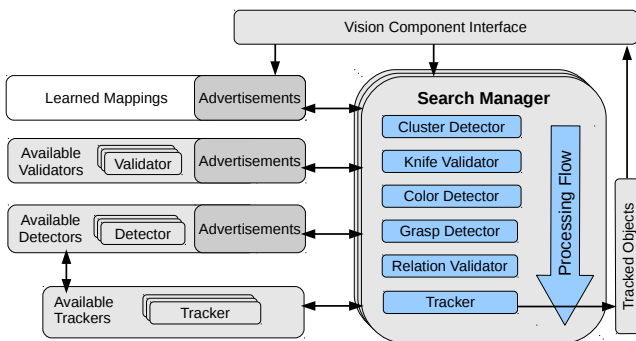 Vision Component Interface
Learned Mappings
Advertisements
Available
Validators
Validator
Advertisements
Available
Detectors
Detector
Advertisements
Available
Trackers
Tracker
Search Manager
Cluster Detector
Knife Validator
Color Detector
Grasp Detector
Relation Validator
Tracker
Processing Flow
Tracked Objects